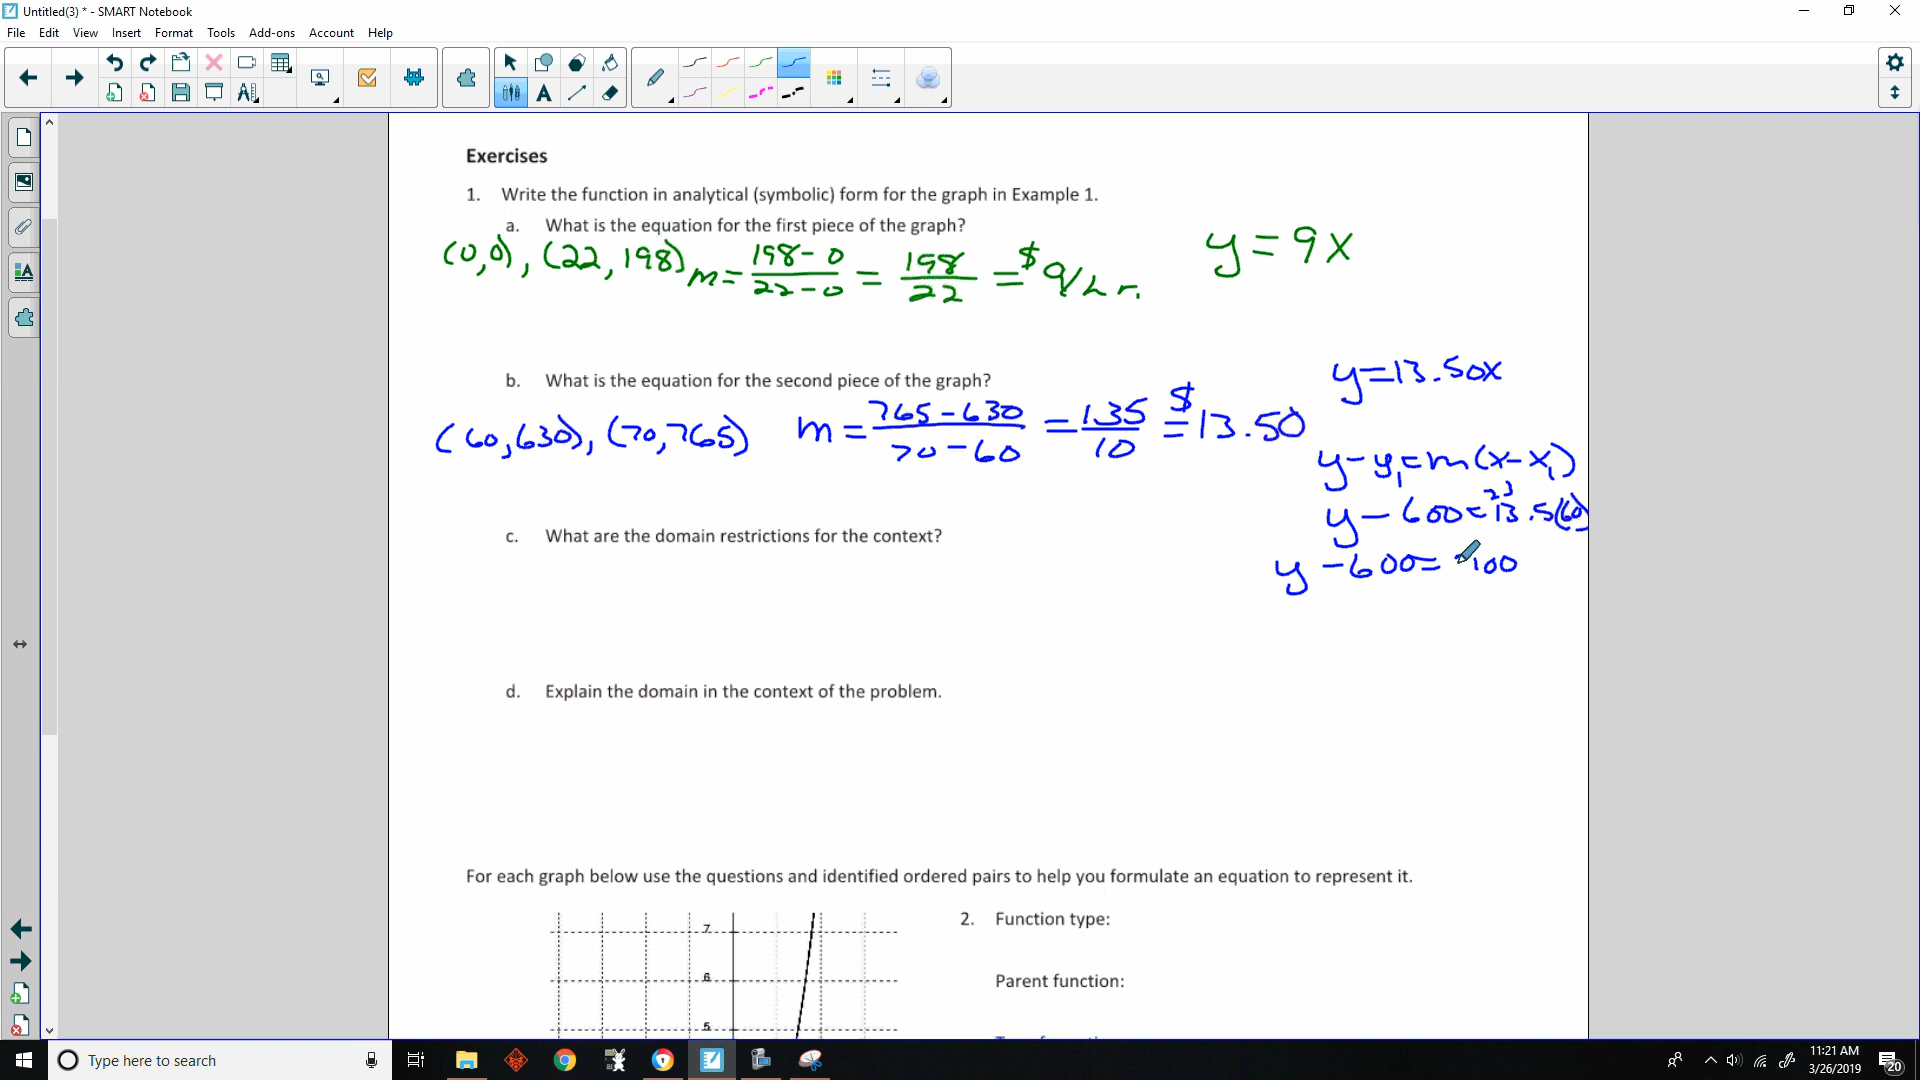 Untitled(3) * - SMART Notebook
File Edit View Insert Format Tools Add-ons Account Help
Exercises
1. Write the function in analytical (symbolic) form for the graph in Example 1.
a. What is the equation for the first piece of the graph?
(0,0), (22,198) m = 198-0 / 22-0 = 198 / 22 = $9/hr.
y = 9x
b. What is the equation for the second piece of the graph?
y=13.50x
(60,630), (70,765) m = 765-630 / 70-60 = 135 / 10 = $13.50
y-y₁=m(x-x₁)
y-600=13.5(60)
c. What are the domain restrictions for the context?
y-600=
d. Explain the domain in the context of the problem.
For each graph below use the questions and identified ordered pairs to help you formulate an equation to represent it.
2. Function type:
7
6
Parent function:
5
Type here to search
11:21 AM
3/26/2019
20